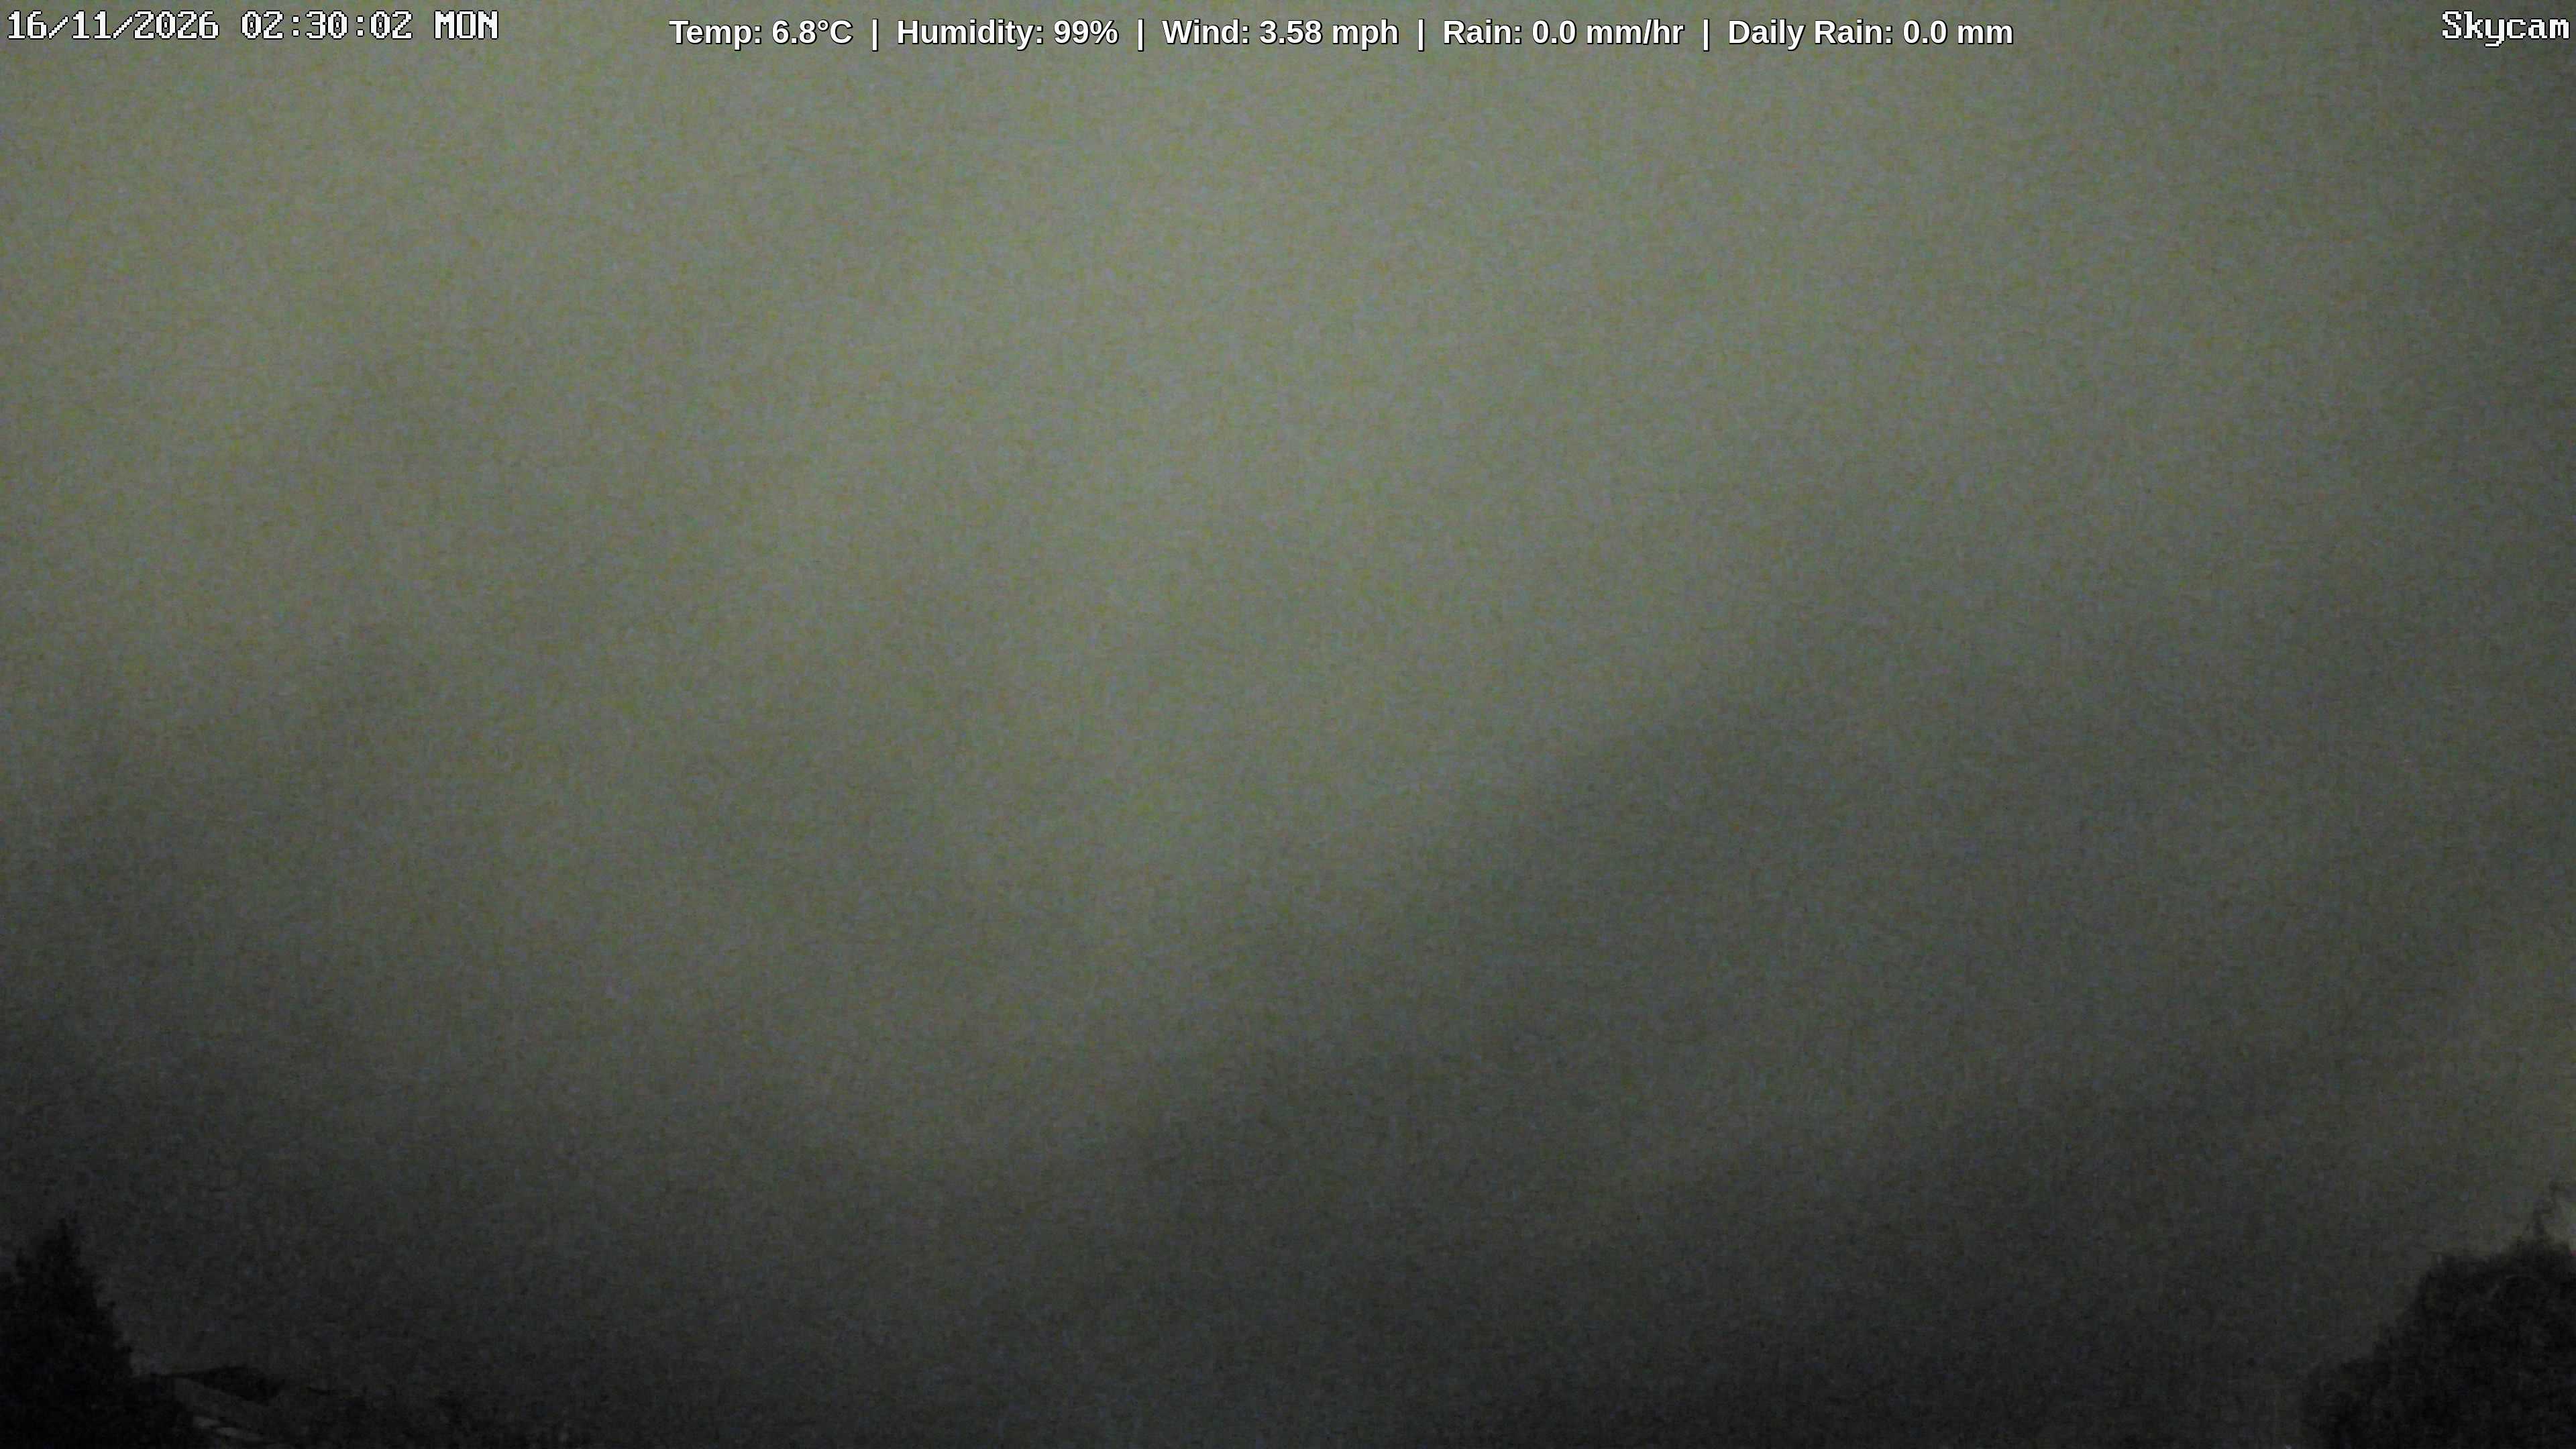 16/11/2026 02:30:02 MON
Temp: 6.8°C | Humidity: 99% | Wind: 3.58 mph | Rain: 0.0 mm/hr | Daily Rain: 0.0 mm
Skycam